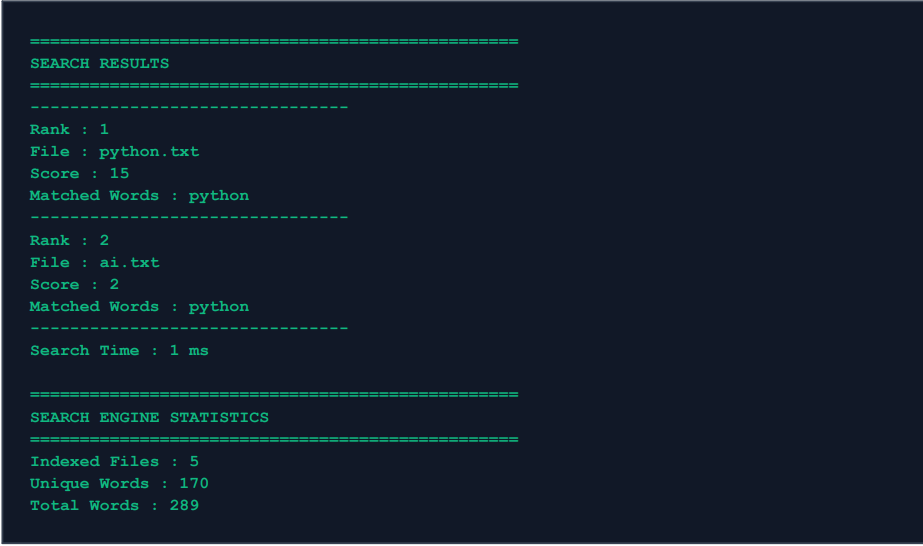 =================================================
SEARCH RESULTS
=================================================
--------------------------------
Rank : 1
File : python.txt
Score : 15
Matched Words : python
--------------------------------
Rank : 2
File : ai.txt
Score : 2
Matched Words : python
--------------------------------
Search Time : 1 ms
=================================================
SEARCH ENGINE STATISTICS
=================================================
Indexed Files : 5
Unique Words : 170
Total Words : 289